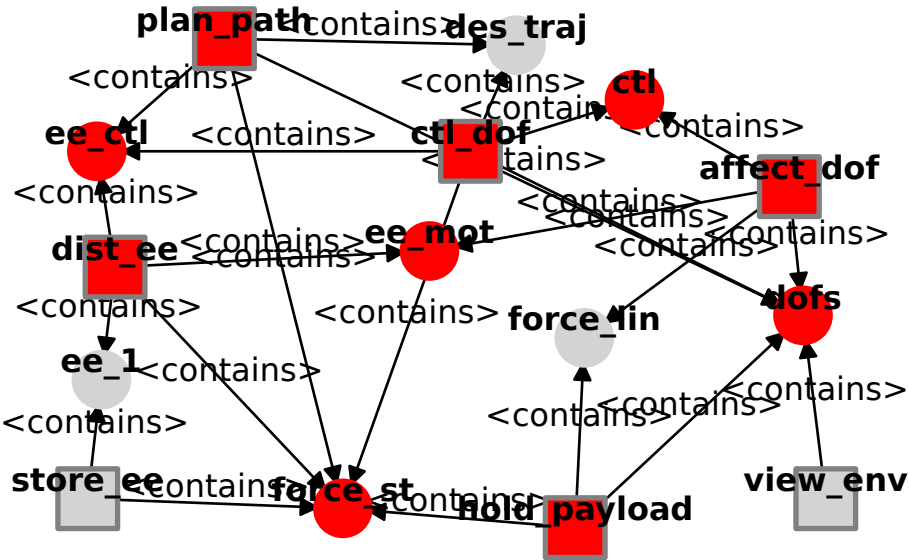 plan_path
<contains>
des_traj
<contains>
<contains>
ctl
<contains>
<contains>
ee_ctl
<contains>
ctl_dof
<contains>
affect_dof
<contains>
<contains>
<contains>
ee_mot
<contains>
dist_ee
<contains>
<contains>
<contains>
dofs
<contains>
<contains>
force_lin
ee_1
<contains>
<contains>
<contains>
<contains>
<contains>
store_ee
<contains>
force_st
<contains>
hold_payload
view_env